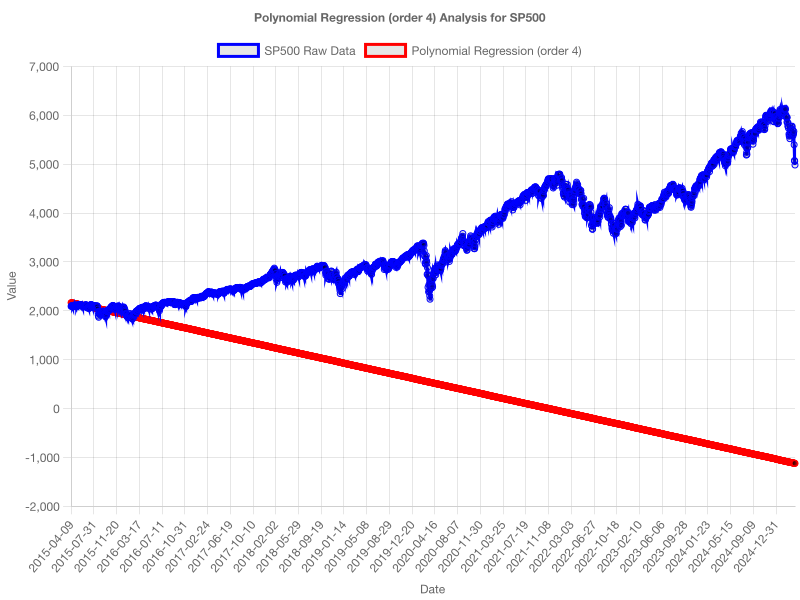 Polynomial Regression (order 4) Analysis for SP500
SP500 Raw Data Polynomial Regression (order 4)
7,000
6,000
5,000
4,000
3,000
2,000
1,000
0
-1,000
-2,000
Value
2015-04-09 2015-07-31 2015-11-20 2016-03-17 2016-07-11 2016-10-31 2017-02-24 2017-06-19 2017-10-10 2018-02-02 2018-05-29 2018-09-19 2019-01-14 2019-05-08 2019-08-29 2019-12-20 2020-04-16 2020-08-07 2020-11-30 2021-03-25 2021-07-19 2021-11-08 2022-03-03 2022-06-27 2022-10-18 2023-02-10 2023-06-06 2023-09-28 2024-01-23 2024-05-15 2024-09-09 2024-12-31
Date